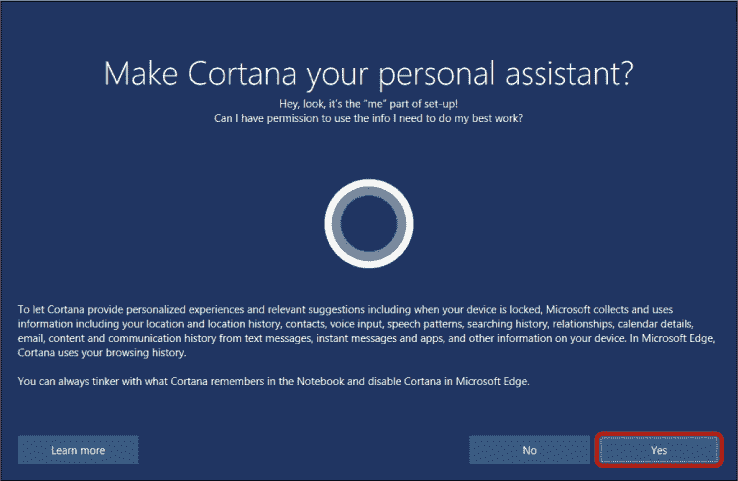 Make Cortana your personal assistant?
Hey, look, it's the "me" part of set-up!
Can I have permission to use the info I need to do my best work?
To let Cortana provide personalized experiences and relevant suggestions including when your device is locked, Microsoft collects and uses
information including your location and location history, contacts, voice input, speech patterns, searching history, relationships, calendar details,
email, content and communication history from text messages, instant messages and apps, and other information on your device. In Microsoft Edge,
Cortana uses your browsing history.
You can always tinker with what Cortana remembers in the Notebook and disable Cortana in Microsoft Edge.
Learn more
No
Yes